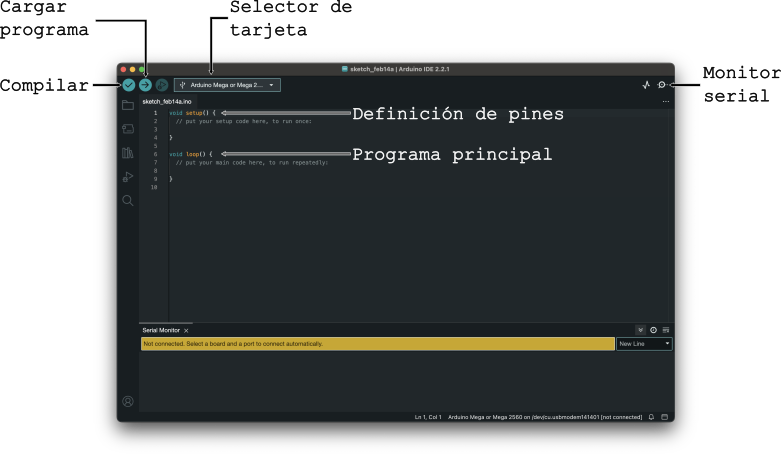 Cargar
programa
Selector de
tarjeta
Compilar
Monitor
serial
sketch_feb14a | Arduino IDE 2.2.1
Arduino Mega or Mega 2...
sketch_feb14a.ino
...
1 void setup() {
Definición de pines
2 // put your setup code here, to run once:
3
4 }
5
6 void loop() {
Programa principal
7 // put your main code here, to run repeatedly:
8
9 }
10
Serial Monitor x
Not connected. Select a board and a port to connect automatically.
New Line
Ln 1, Col 1 Arduino Mega or Mega 2560 on /dev/cu.usbmodem141401 [not connected]